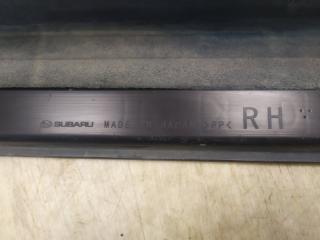 SUBARU MADE IN JAPAN >PP< RH